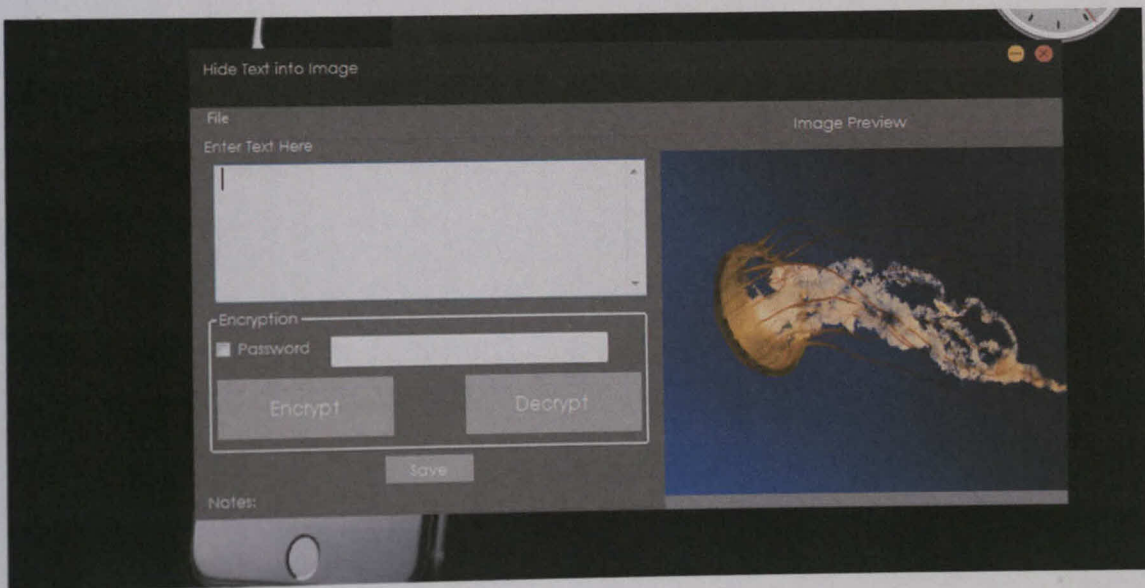 Hide Text into Image
File
Image Preview
Enter Text Here
Encryption
Password
Encrypt
Decrypt
Save
Notes: